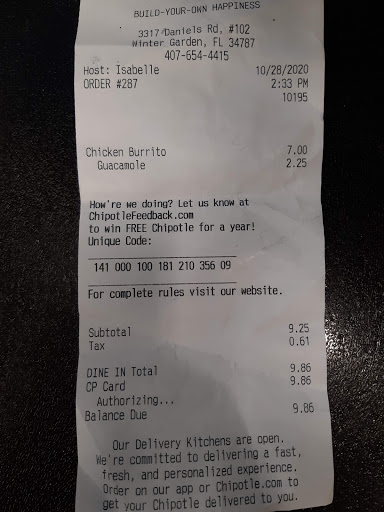 BUILD-YOUR-OWN HAPPINESS
3317 Daniels Rd, #102
Winter Garden, FL 34787
407-654-4415
Host: Isabelle 10/28/2020
ORDER #287 2:33 PM
10195
Chicken Burrito 7.00
Guacamole 2.25
How're we doing? Let us know at
ChipotleFeedback.com
to win FREE Chipotle for a year!
Unique Code:
141 000 100 181 210 356 09
For complete rules visit our website.
Subtotal 9.25
Tax 0.61
DINE IN Total 9.86
CP Card 9.86
Authorizing...
Balance Due 9.86
Our Delivery Kitchens are open.
We're committed to delivering a fast,
fresh, and personalized experience.
Order on our app or Chipotle.com to
get your Chipotle delivered to you.